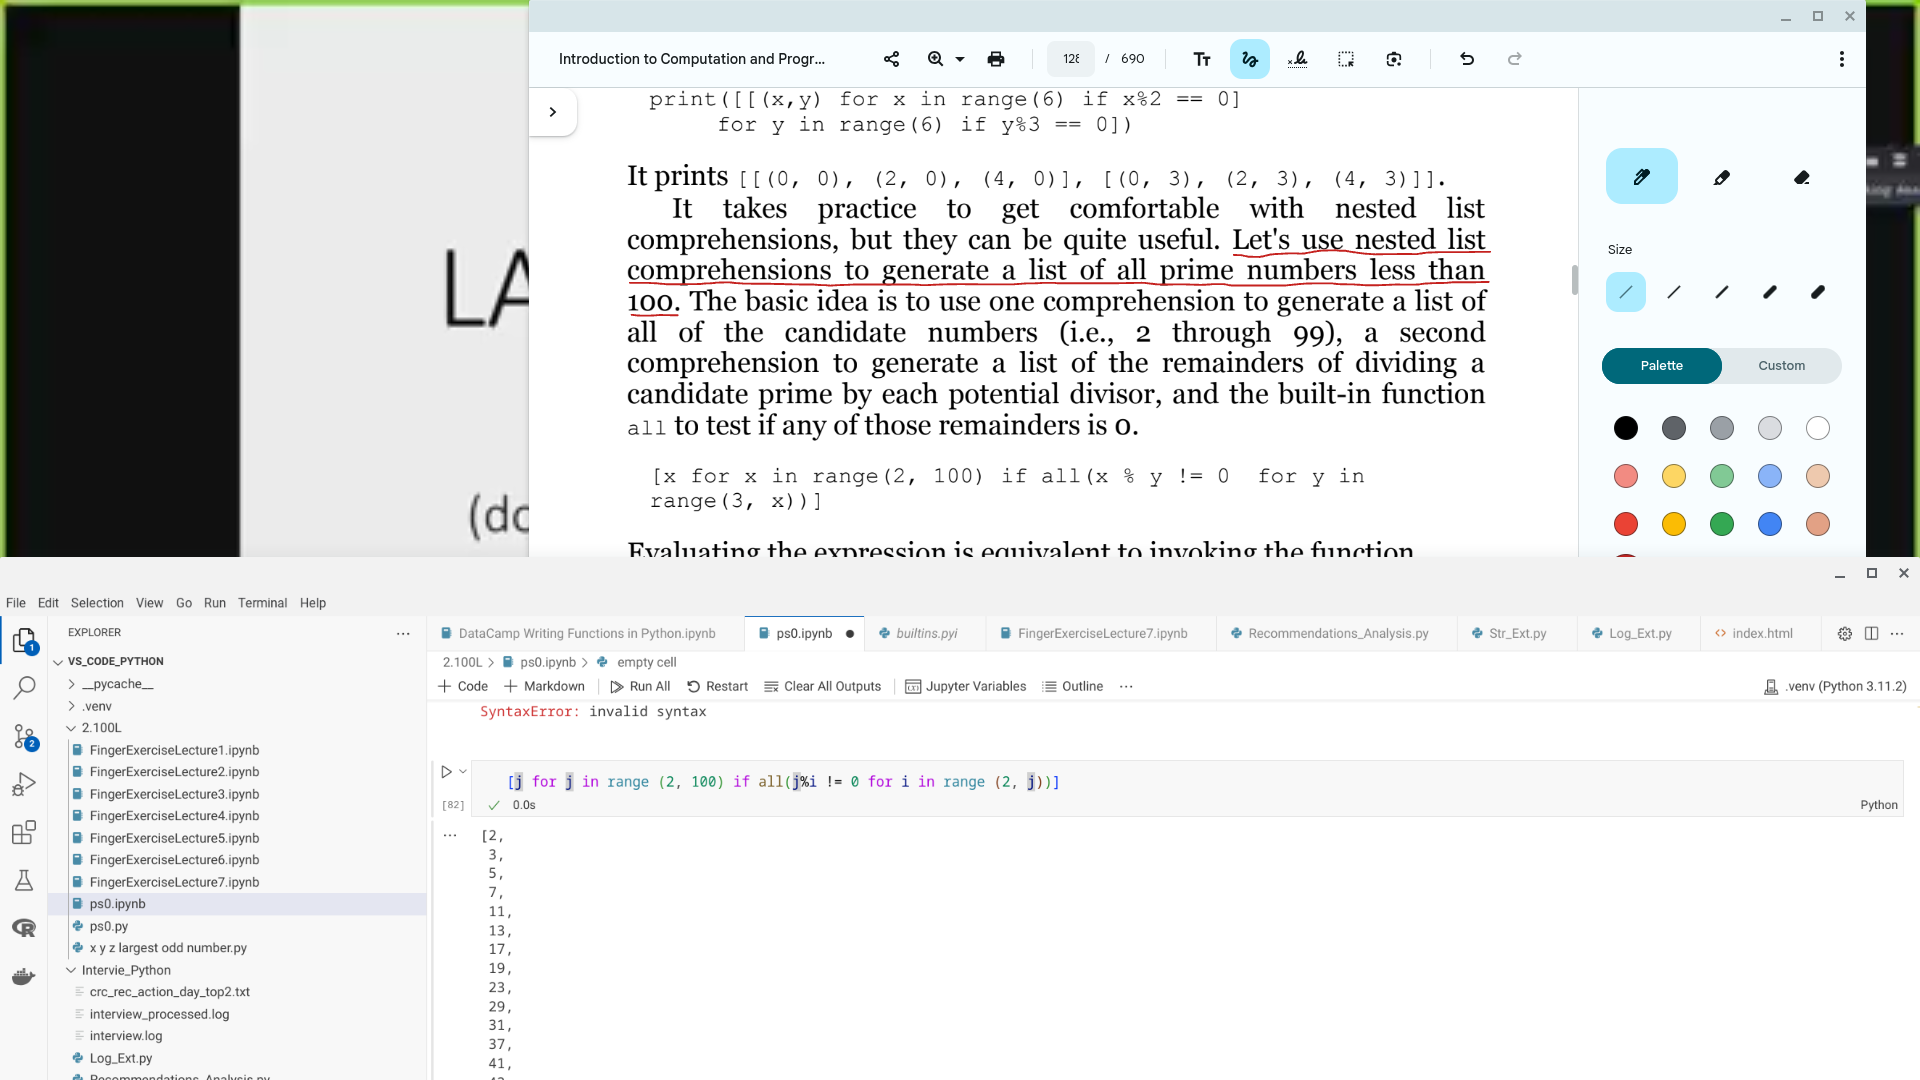 Introduction to Computation and Progr...
128 / 690
print([[(x,y) for x in range(6) if x%2 == 0]
for y in range(6) if y%3 == 0])
It prints [[(0, 0), (2, 0), (4, 0)], [(0, 3), (2, 3), (4, 3)]].
It takes practice to get comfortable with nested list
comprehensions, but they can be quite useful. Let's use nested list
comprehensions to generate a list of all prime numbers less than
100. The basic idea is to use one comprehension to generate a list of
all of the candidate numbers (i.e., 2 through 99), a second
comprehension to generate a list of the remainders of dividing a
candidate prime by each potential divisor, and the built-in function
all to test if any of those remainders is 0.
[x for x in range(2, 100) if all(x % y != 0 for y in
range(3, x))]
Evaluating the expression is equivalent to invoking the function
Size
Palette
Custom
LA
(do
File Edit Selection View Go Run Terminal Help
EXPLORER
VS_CODE_PYTHON
__pycache__
.venv
2.100L
FingerExerciseLecture1.ipynb
FingerExerciseLecture2.ipynb
FingerExerciseLecture3.ipynb
FingerExerciseLecture4.ipynb
FingerExerciseLecture5.ipynb
FingerExerciseLecture6.ipynb
FingerExerciseLecture7.ipynb
ps0.ipynb
ps0.py
x y z largest odd number.py
Intervie_Python
crc_rec_action_day_top2.txt
interview_processed.log
interview.log
Log_Ext.py
Recommendations_Analysis.py
1
2
DataCamp Writing Functions in Python.ipynb
ps0.ipynb
builtins.pyi
FingerExerciseLecture7.ipynb
Recommendations_Analysis.py
Str_Ext.py
Log_Ext.py
index.html
2.100L > ps0.ipynb > empty cell
+ Code + Markdown Run All Restart Clear All Outputs Jupyter Variables Outline ...
.venv (Python 3.11.2)
SyntaxError: invalid syntax
[j for j in range (2, 100) if all(j%i != 0 for i in range (2, j))]
[82]
0.0s
Python
[2,
3,
5,
7,
11,
13,
17,
19,
23,
29,
31,
37,
41,